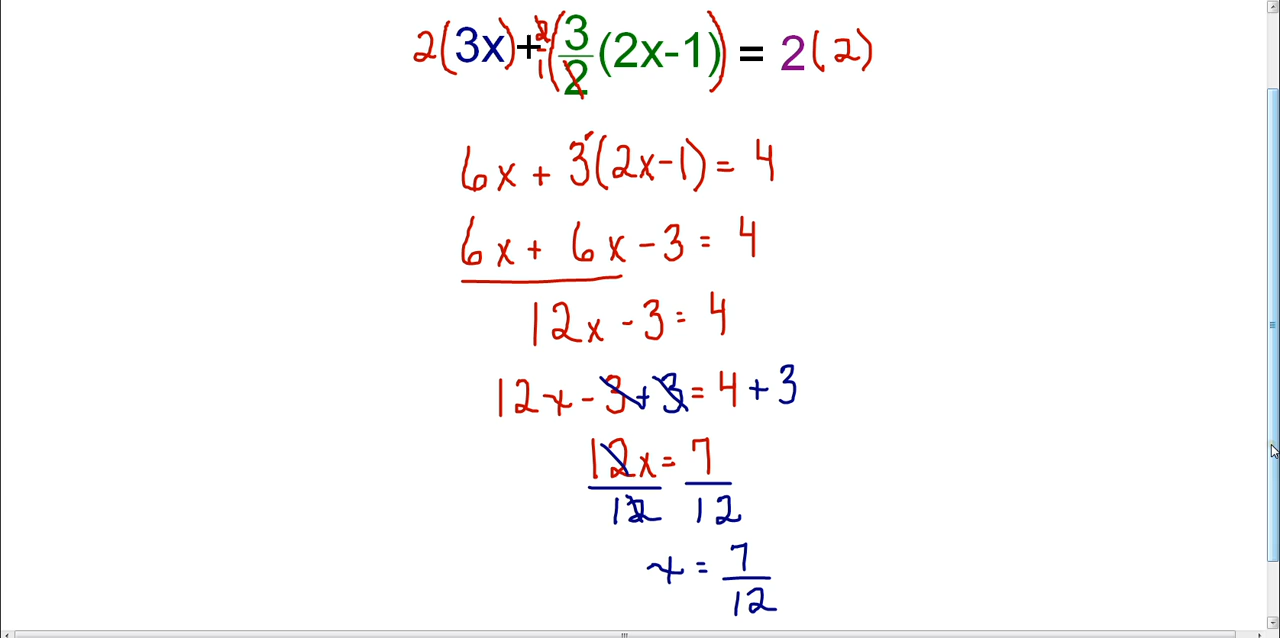 2(3x) + 2/1(3/2(2x-1)) = 2(2)
6x + 3(2x-1) = 4
6x + 6x - 3 = 4
12x - 3 = 4
12x - 3 + 3 = 4 + 3
12x = 7
12 12
x = 7/12